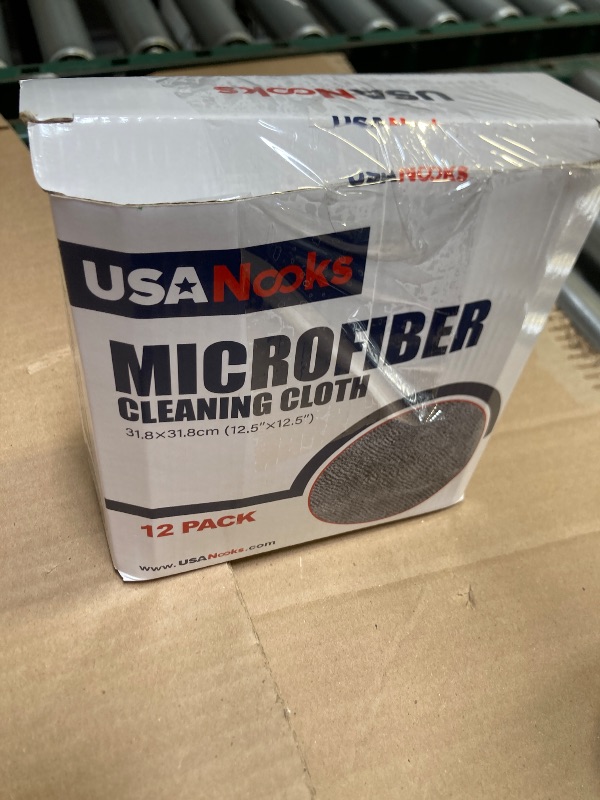 USANooks
USANooks
USANooks
MICROFIBER
CLEANING CLOTH
31.8×31.8cm (12.5"×12.5")
12 PACK
www.USANooks.com